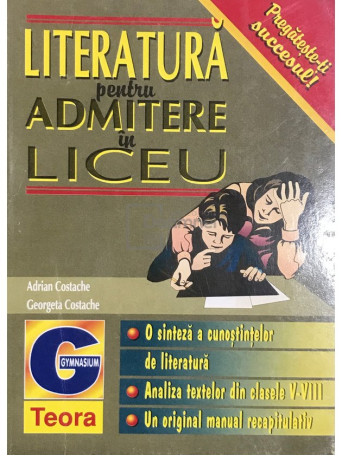 Pregătește-ți
succesul!
LITERATURĂ
pentru
ADMITERE
în
LICEU
Adrian Costache
Georgeta Costache
G
GYMNASIUM
Teora
O sinteză a cunoștințelor
de literatură
Analiza textelor din clasele V-VIII
Un original manual recapitulativ